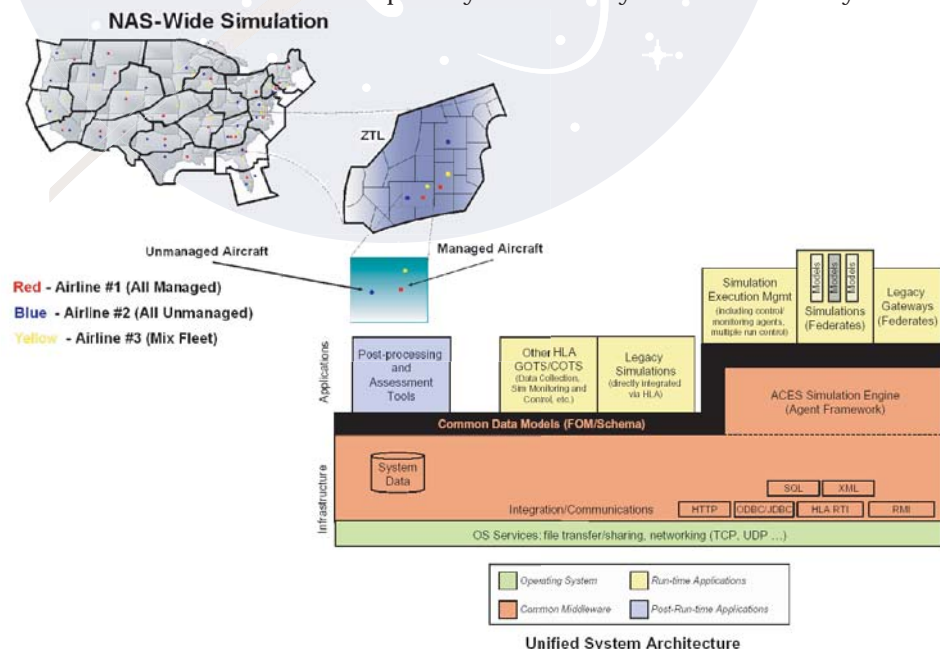 NAS-Wide Simulation
ZTL
Unmanaged Aircraft
Managed Aircraft
Red - Airline #1 (All Managed)
Blue - Airline #2 (All Unmanaged)
Yellow - Airline #3 (Mix Fleet)
Applications
Post-processing
and
Assessment
Tools
Other HLA
GOTS/COTS
(Data Collection,
Sim Monitoring and
Control, etc.)
Legacy
Simulations
(directly integrated
via HLA)
Simulation
Execution Mgmt
(including control/
monitoring agents,
multiple run control)
Models
Models
Models
Simulations
(Federates)
Legacy
Gateways
(Federates)
Common Data Models (FOM/Schema)
ACES Simulation Engine
(Agent Framework)
Infrastructure
System
Data
SQL
XML
Integration/Communications
HTTP
ODBC/JDBC
HLA RTI
RMI
OS Services: file transfer/sharing, networking (TCP, UDP ...)
Operating System
Run-time Applications
Common Middleware
Post-Run-time Applications
Unified System Architecture